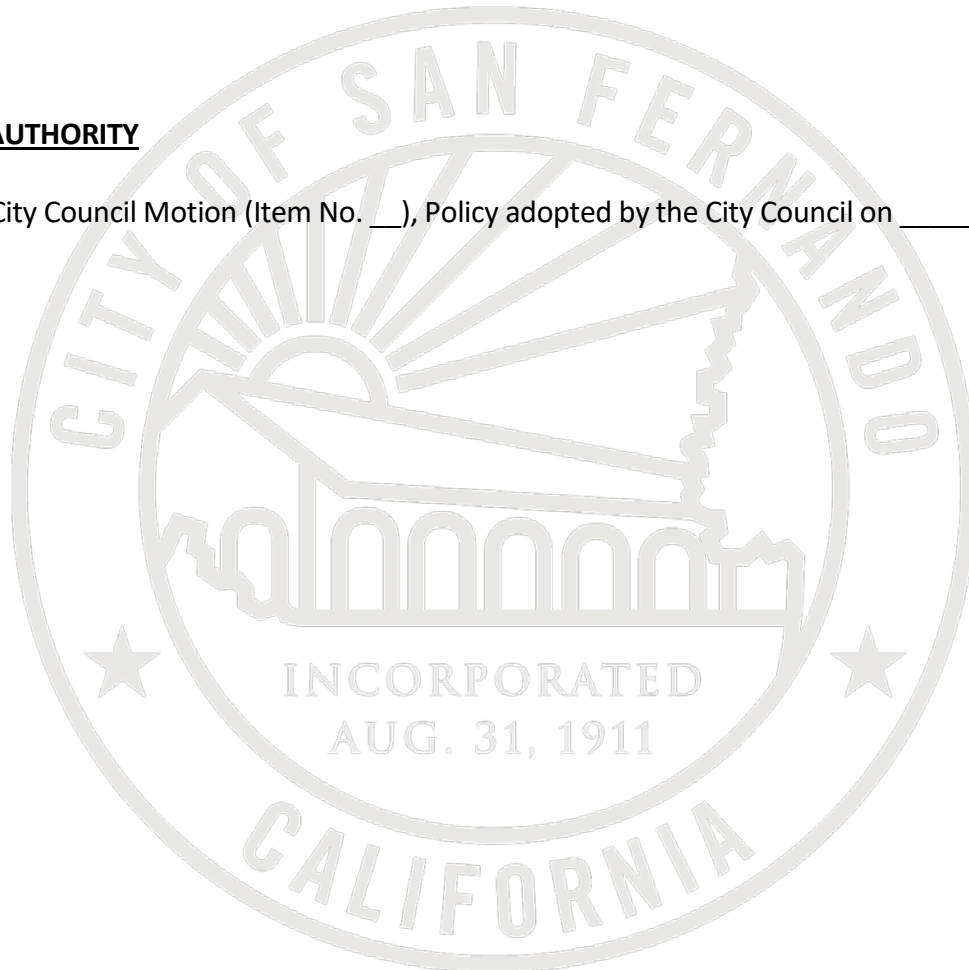 AUTHORITY
City Council Motion (Item No. __), Policy adopted by the City Council on _____
CITY OF SAN FERNANDO
INCORPORATED
AUG. 31, 1911
CALIFORNIA